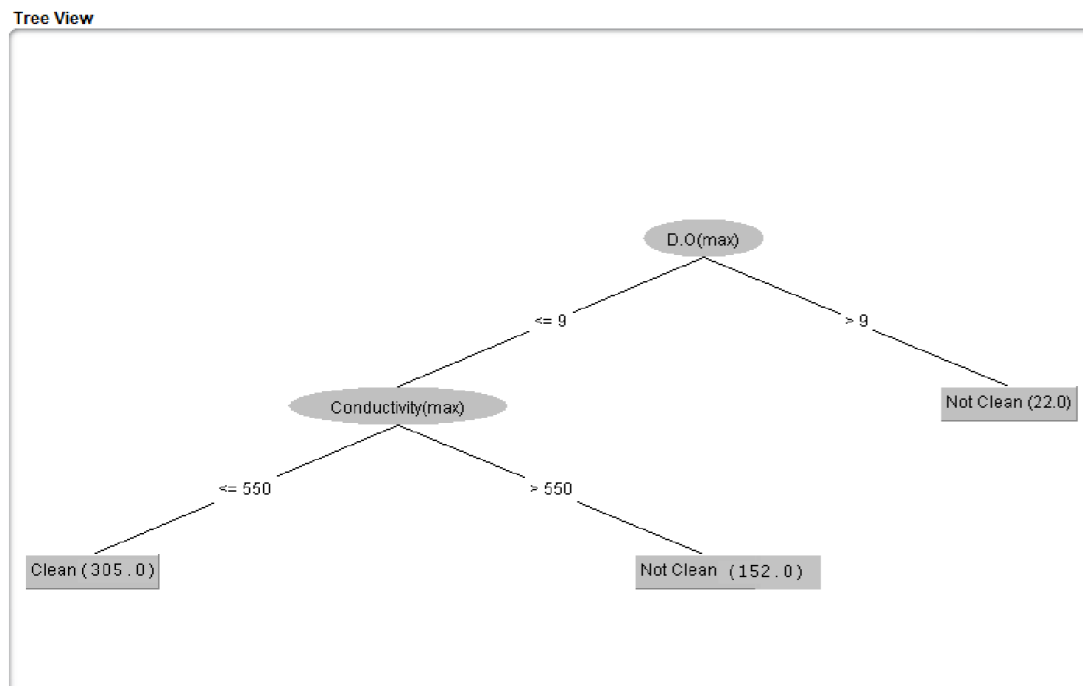 Tree View
D.O(max)
<= 9
> 9
Conductivity(max)
Not Clean (22.0)
<= 550
> 550
Clean (305.0)
Not Clean (152.0)